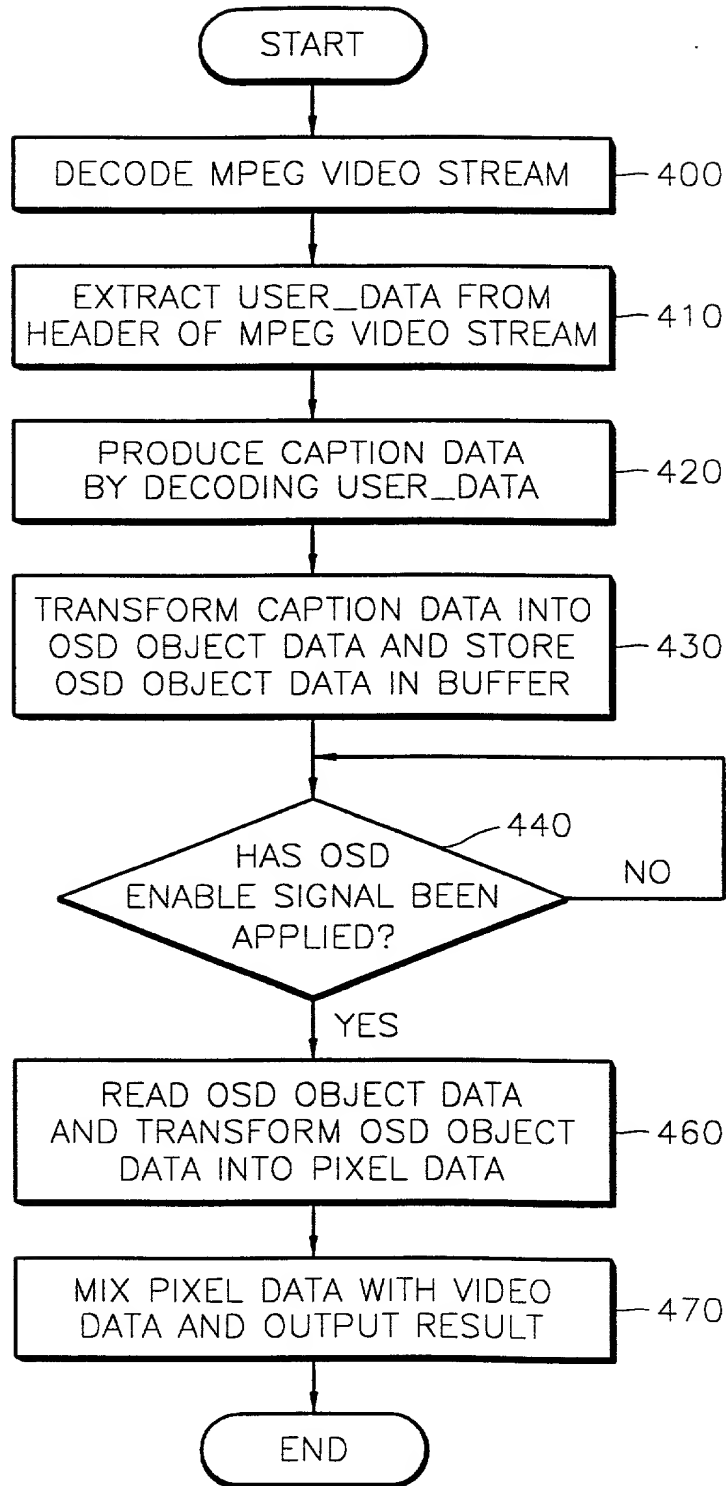 START
DECODE MPEG VIDEO STREAM
400
EXTRACT USER_DATA FROM
HEADER OF MPEG VIDEO STREAM
410
PRODUCE CAPTION DATA
BY DECODING USER_DATA
420
TRANSFORM CAPTION DATA INTO
OSD OBJECT DATA AND STORE
OSD OBJECT DATA IN BUFFER
430
440
HAS OSD
ENABLE SIGNAL BEEN
APPLIED?
NO
YES
READ OSD OBJECT DATA
AND TRANSFORM OSD OBJECT
DATA INTO PIXEL DATA
460
MIX PIXEL DATA WITH VIDEO
DATA AND OUTPUT RESULT
470
END